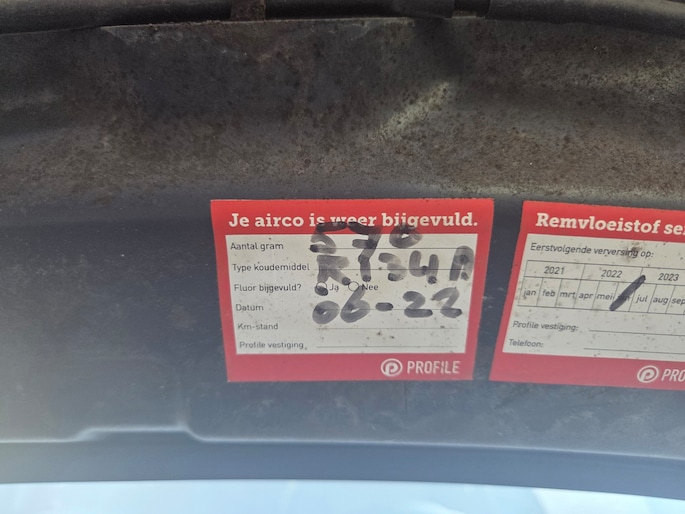 Je airco is weer bijgevuld.
Aantal gram 570
Type koudemiddel R134A
Fluor bijgevuld? Ja Nee
Datum 06-22
Km-stand
Profile vestiging
PROFILE
Remvloeistof
Eerstvolgende verversing op:
2021 2022 2023
jan feb mrt apr mei jul aug sep
Profile vestiging:
Telefoon: